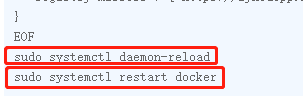 }
EOF
sudo systemctl daemon-reload
sudo systemctl restart docker